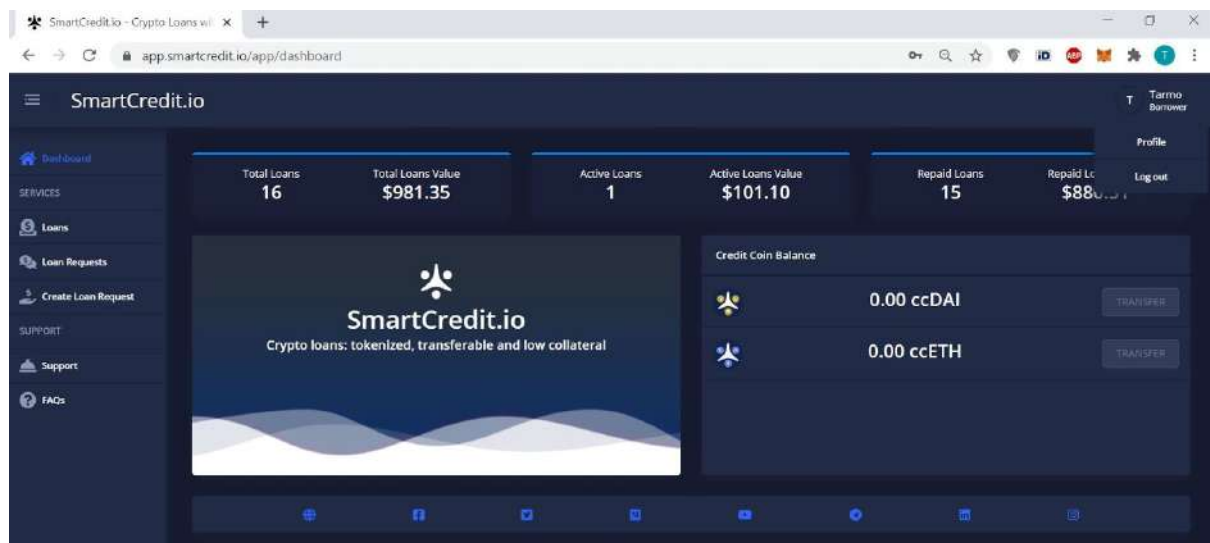 SmartCredit.io - Crypto Loans wi
app.smartcredit.io/app/dashboard
SmartCredit.io
T
Tarmo
Borrower
Profile
Log out
Dashboard
SERVICES
Loans
Loan Requests
Create Loan Request
SUPPORT
Support
FAQs
Total Loans
16
Total Loans Value
$981.35
Active Loans
1
Active Loans Value
$101.10
Repaid Loans
15
Repaid
SmartCredit.io
Crypto loans: tokenized, transferable and low collateral
Credit Coin Balance
0.00 ccDAI
TRANSFER
0.00 ccETH
TRANSFER